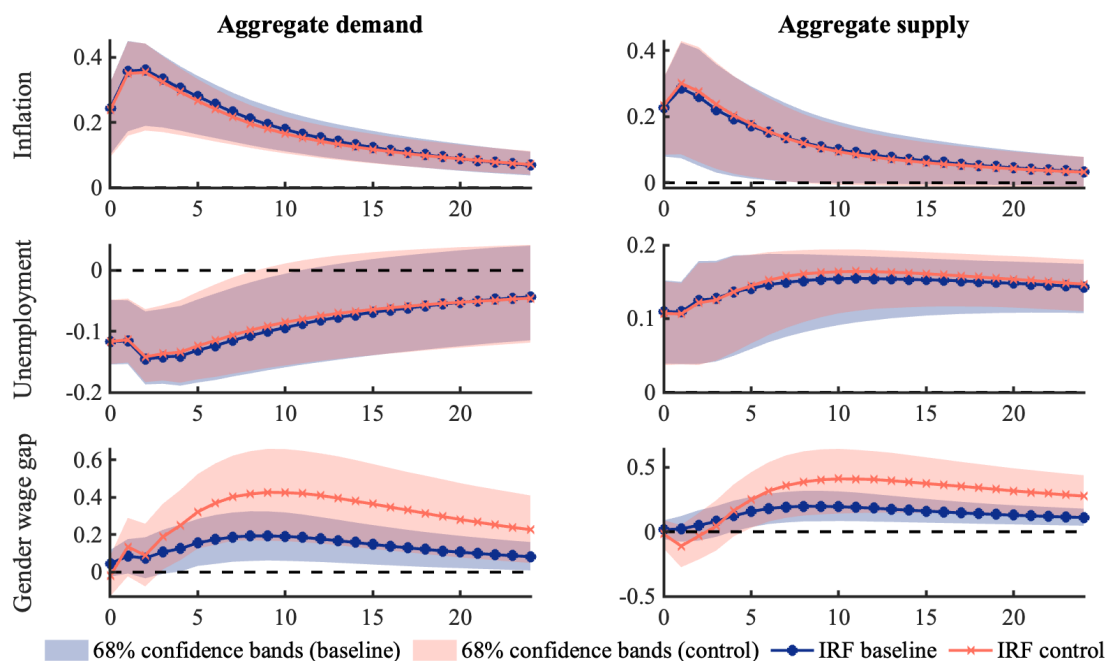 Aggregate demand
Aggregate supply
Inflation
0.4
0.2
0
0 5 10 15 20
0.4
0.2
0
0 5 10 15 20
Unemployment
0
-0.1
-0.2
0 5 10 15 20
0.2
0.1
0
0 5 10 15 20
Gender wage gap
0.6
0.4
0.2
0
0 5 10 15 20
0.5
0
-0.5
0 5 10 15 20
68% confidence bands (baseline) 68% confidence bands (control) IRF baseline IRF control